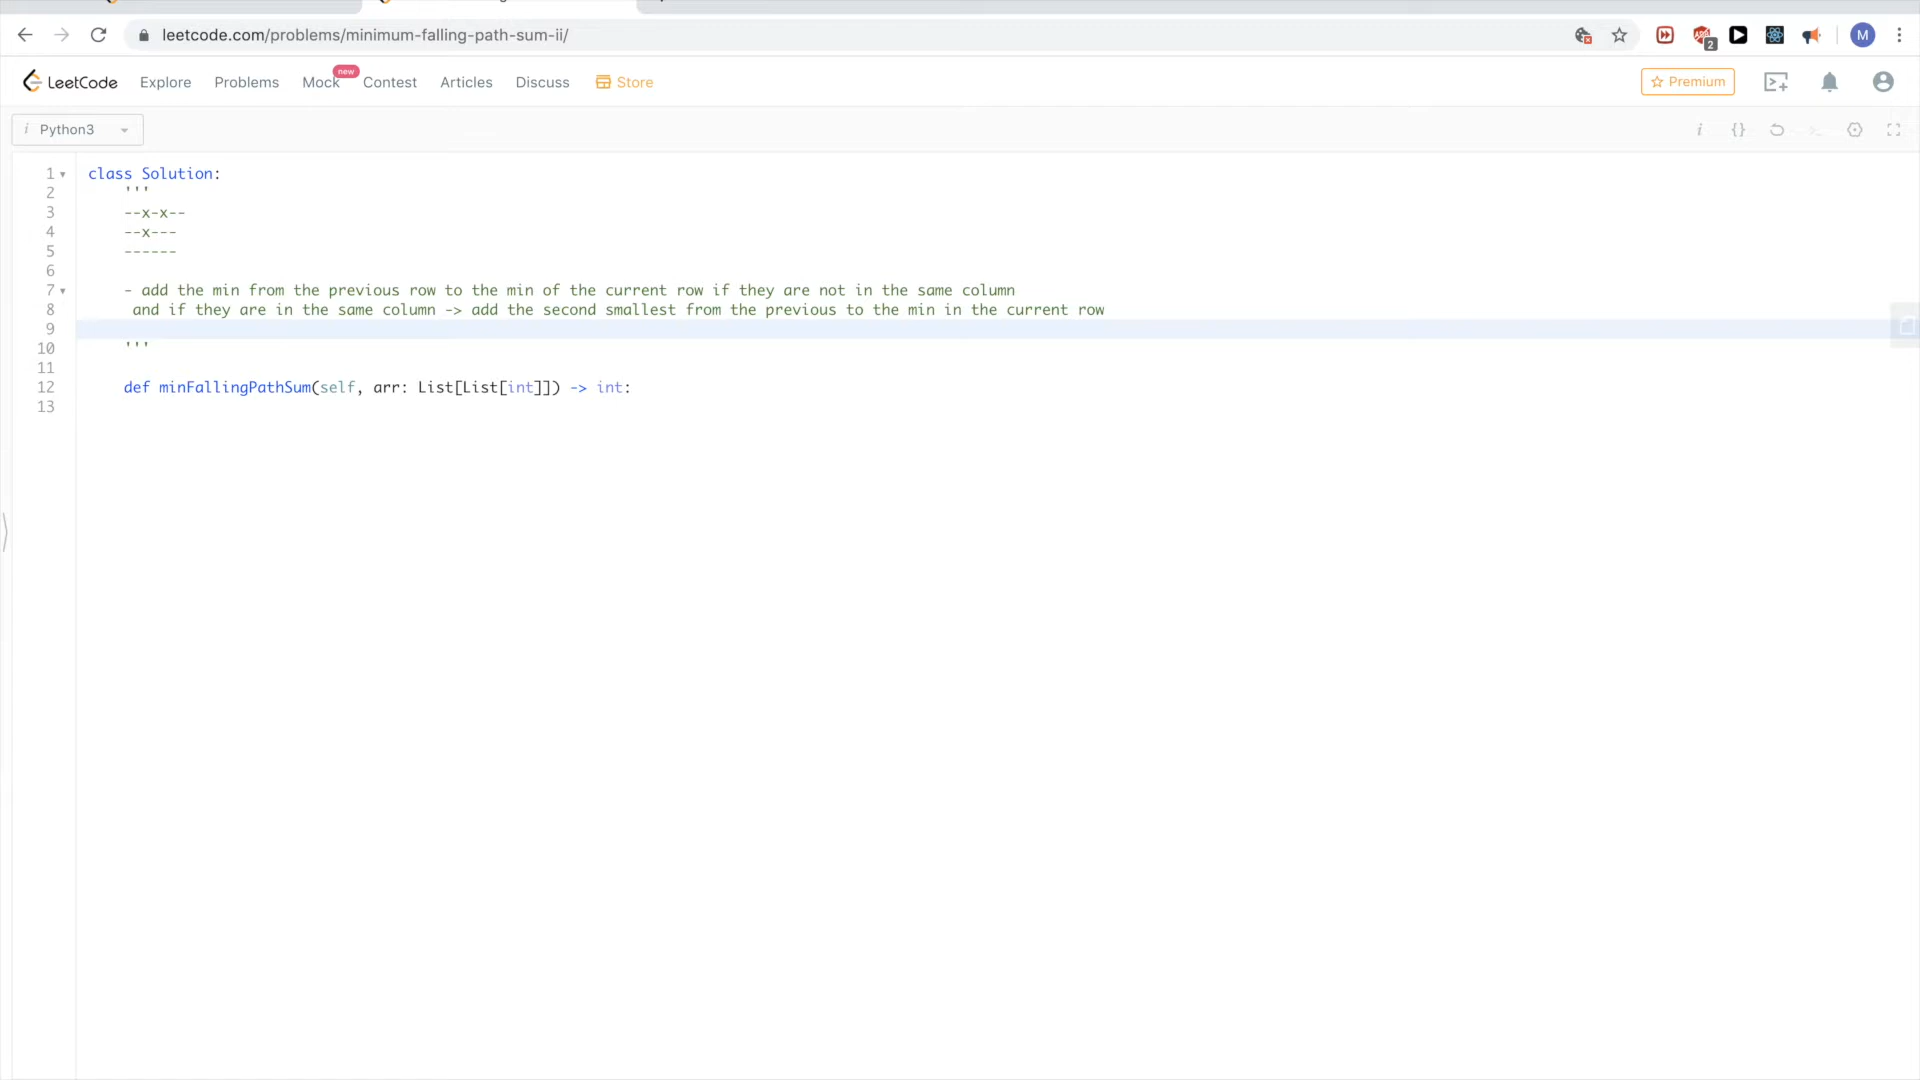 leetcode.com/problems/minimum-falling-path-sum-ii/
2
M
LeetCode Explore Problems Mock new Contest Articles Discuss Store Premium
i Python3 i {}
1 class Solution:
2 '''
3 --x-x--
4 --x---
5 ------
6
7 - add the min from the previous row to the min of the current row if they are not in the same column
8 and if they are in the same column -> add the second smallest from the previous to the min in the current row
9
10 '''
11
12 def minFallingPathSum(self, arr: List[List[int]]) -> int:
13